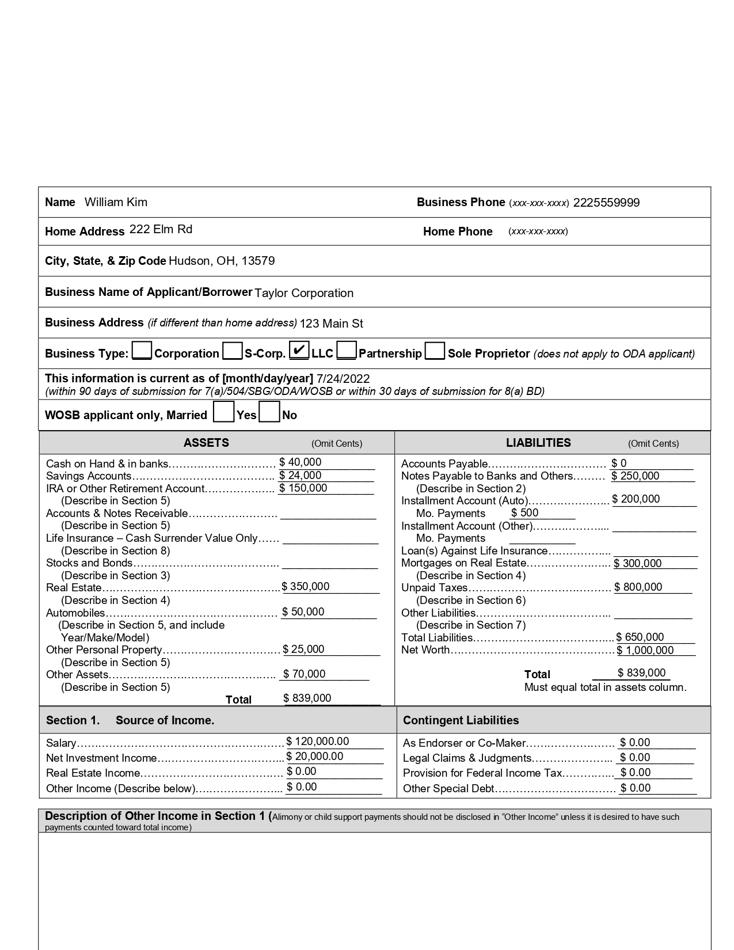 Name William Kim Business Phone (xxx-xxx-xxxx) 2225559999
Home Address 222 Elm Rd Home Phone (xxx-xxx-xxxx)
City, State, & Zip Code Hudson, OH, 13579
Business Name of Applicant/Borrower Taylor Corporation
Business Address (if different than home address) 123 Main St
Business Type: Corporation S-Corp. ✔ LLC Partnership Sole Proprietor (does not apply to ODA applicant)
This information is current as of [month/day/year] 7/24/2022
(within 90 days of submission for 7(a)/504/SBG/ODA/WOSB or within 30 days of submission for 8(a) BD)
WOSB applicant only, Married Yes No
ASSETS (Omit Cents) LIABILITIES (Omit Cents)
Cash on Hand & in banks………………………… $ 40,000
Savings Accounts…………………………………… $ 24,000
IRA or Other Retirement Account………………… $ 150,000
(Describe in Section 5)
Accounts & Notes Receivable……………………
(Describe in Section 5)
Life Insurance – Cash Surrender Value Only……
(Describe in Section 8)
Stocks and Bonds…………………………………
(Describe in Section 3)
Real Estate………………………………………… $ 350,000
(Describe in Section 4)
Automobiles………………………………………… $ 50,000
(Describe in Section 5, and include
Year/Make/Model)
Other Personal Property…………………………… $ 25,000
(Describe in Section 5)
Other Assets………………………………………… $ 70,000
(Describe in Section 5)
Total $ 839,000
Accounts Payable…………………………… $ 0
Notes Payable to Banks and Others……… $ 250,000
(Describe in Section 2)
Installment Account (Auto)………………… $ 200,000
Mo. Payments $ 500
Installment Account (Other)…………………
Mo. Payments
Loan(s) Against Life Insurance………………
Mortgages on Real Estate…………………… $ 300,000
(Describe in Section 4)
Unpaid Taxes………………………………… $ 800,000
(Describe in Section 6)
Other Liabilities………………………………
(Describe in Section 7)
Total Liabilities………………………………… $ 650,000
Net Worth……………………………………… $ 1,000,000
Total $ 839,000
Must equal total in assets column.
Section 1. Source of Income. Contingent Liabilities
Salary………………………………………………… $ 120,000.00
Net Investment Income……………………………… $ 20,000.00
Real Estate Income………………………………… $ 0.00
Other Income (Describe below)…………………… $ 0.00
As Endorser or Co-Maker…………………… $ 0.00
Legal Claims & Judgments………………… $ 0.00
Provision for Federal Income Tax…………… $ 0.00
Other Special Debt…………………………… $ 0.00
Description of Other Income in Section 1 (Alimony or child support payments should not be disclosed in "Other Income" unless it is desired to have such
payments counted toward total income)